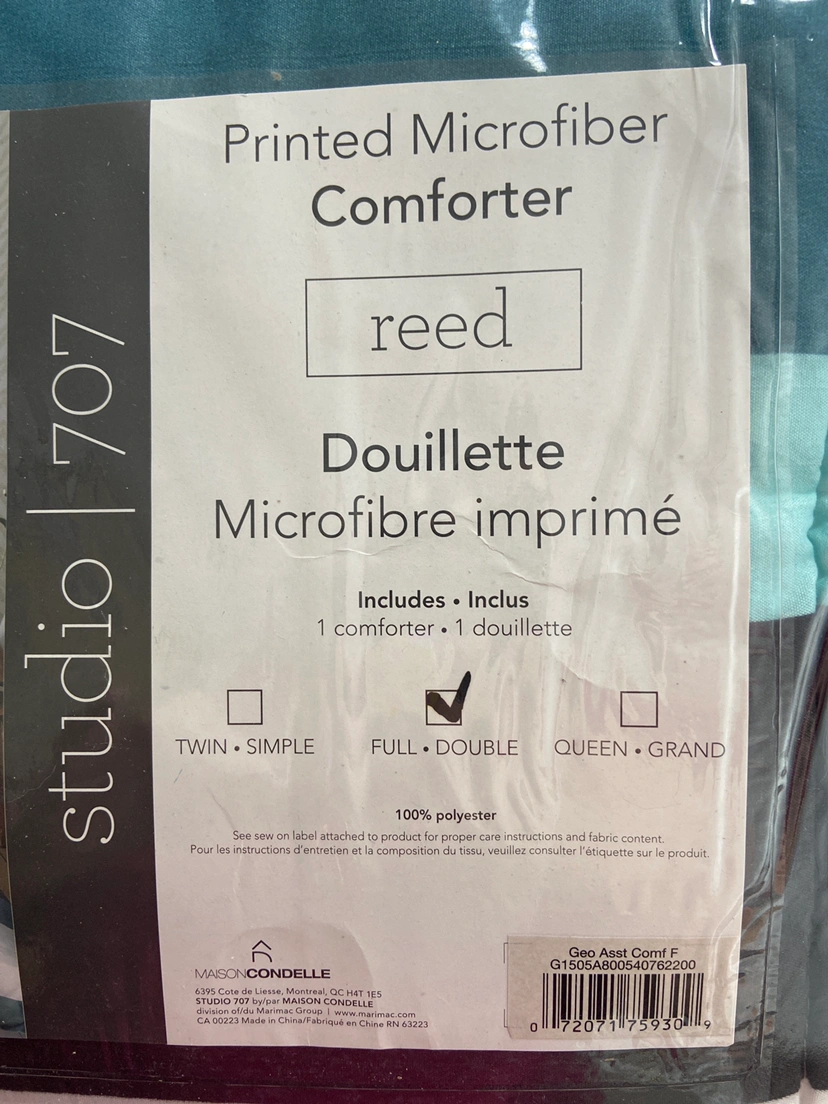 studio | 707
Printed Microfiber
Comforter
reed
Douillette
Microfibre imprimé
Includes • Inclus
1 comforter • 1 douillette
TWIN • SIMPLE
FULL • DOUBLE
QUEEN • GRAND
100% polyester
See sew on label attached to product for proper care instructions and fabric content.
Pour les instructions d'entretien et la composition du tissu, veuillez consulter l'étiquette sur le produit.
MAISONCONDELLE
6395 Cote de Liesse, Montreal, QC H4T 1E5
STUDIO 707 by/par MAISON CONDELLE
division of/du Marimac Group | www.marimac.com
CA 00223 Made in China/Fabriqué en Chine RN 63223
Geo Asst Comf F
G1505A800540762200
0 72071 75930 9